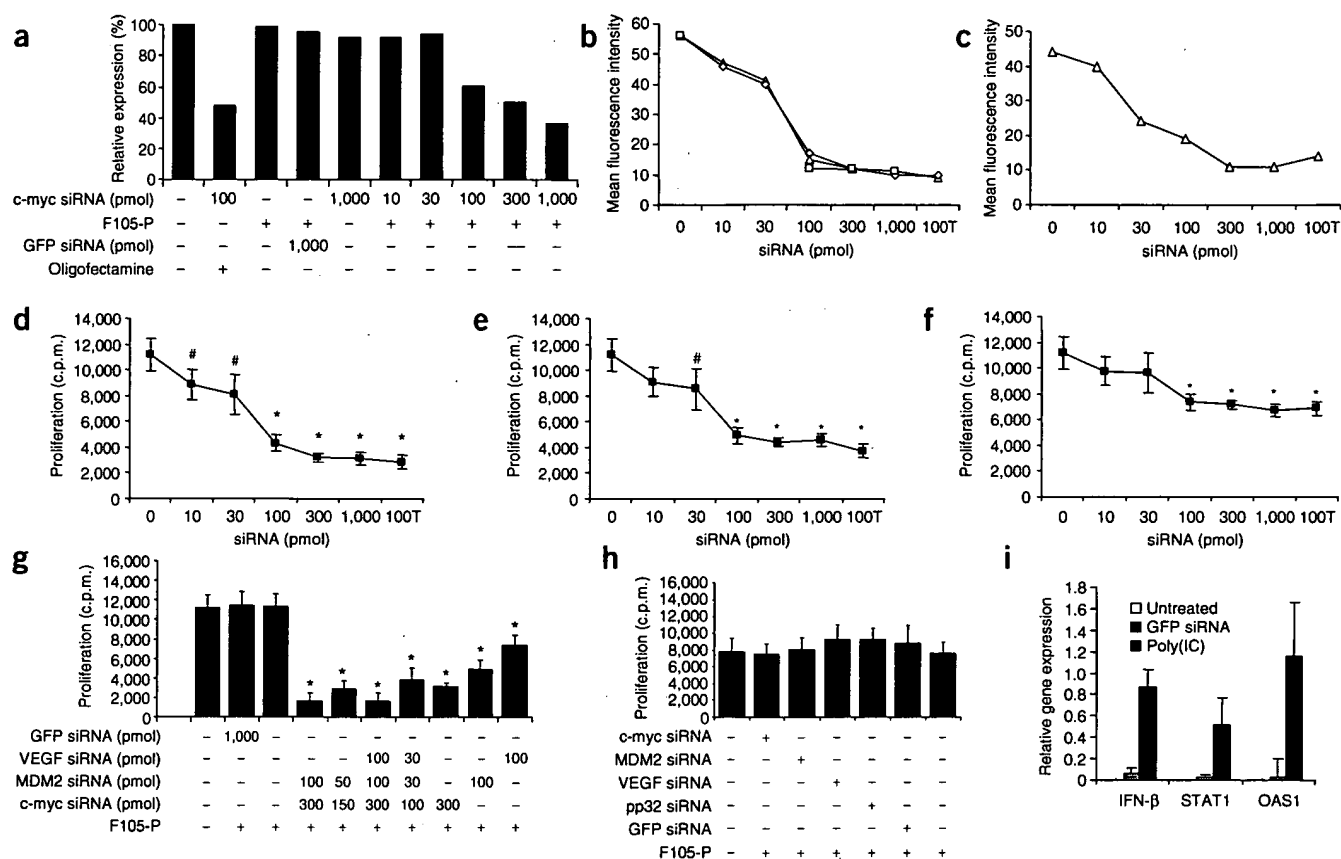 a
Relative expression (%)
100
80
60
40
20
0
c-myc siRNA (pmol) – 100 – – 1,000 10 30 100 300 1,000
F105-P – – + + – + + + + +
GFP siRNA (pmol) – – – 1,000 – – – – — –
Oligofectamine – + – – – – – – – –
b
Mean fluorescence intensity
60
50
40
30
20
10
0
0 10 30 100 300 1,000 100T
siRNA (pmol)
c
Mean fluorescence intensity
50
40
30
20
10
0
0 10 30 100 300 1,000 100T
siRNA (pmol)
d
Proliferation (c.p.m.)
14,000
12,000
10,000
8,000
6,000
4,000
2,000
0
# # * * * *
0 10 30 100 300 1,000 100T
siRNA (pmol)
e
Proliferation (c.p.m.)
14,000
12,000
10,000
8,000
6,000
4,000
2,000
0
# * * * *
0 10 30 100 300 1,000 100T
siRNA (pmol)
f
Proliferation (c.p.m.)
14,000
12,000
10,000
8,000
6,000
4,000
2,000
0
* * * *
0 10 30 100 300 1,000 100T
siRNA (pmol)
g
Proliferation (c.p.m.)
16,000
14,000
12,000
10,000
8,000
6,000
4,000
2,000
0
* * * * * * *
GFP siRNA (pmol) – 1,000 – – – – – – – –
VEGF siRNA (pmol) – – – – – 100 30 – – 100
MDM2 siRNA (pmol) – – – 100 50 100 30 – 100 –
c-myc siRNA (pmol) – – – 300 150 300 100 300 – –
F105-P – + + + + + + + + +
h
Proliferation (c.p.m.)
16,000
14,000
12,000
10,000
8,000
6,000
4,000
2,000
0
c-myc siRNA – + – – – – –
MDM2 siRNA – – + – – – –
VEGF siRNA – – – + – – –
pp32 siRNA – – – – + – –
GFP siRNA – – – – – + –
F105-P – + + + + + +
i
Relative gene expression
1.8
1.6
1.4
1.2
1.0
0.8
0.6
0.4
0.2
0
Untreated
GFP siRNA
Poly(IC)
IFN-β STAT1 OAS1